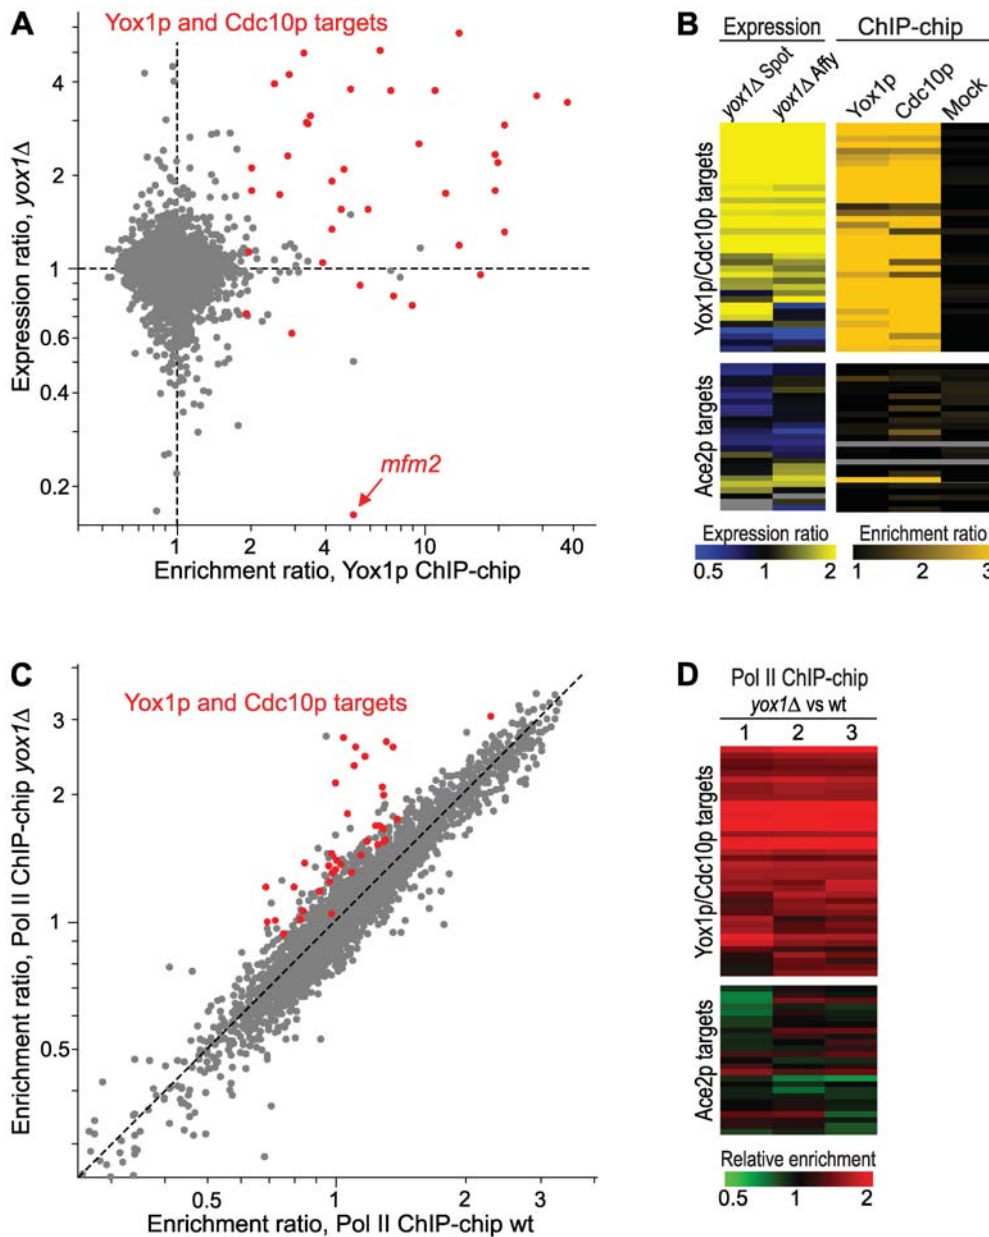 A
Yox1p and Cdc10p targets
Expression ratio, yox1Δ
4
2
1
0.6
0.4
0.2
mfm2
1
2
4
10
20
40
Enrichment ratio, Yox1p ChIP-chip
B
Expression
ChIP-chip
yox1Δ Spot
yox1Δ Affy
Yox1p
Cdc10p
Mock
Yox1p/Cdc10p targets
Ace2p targets
Expression ratio
0.5 1 2
Enrichment ratio
1 2 3
C
Yox1p and Cdc10p targets
Enrichment ratio, Pol II ChIP-chip yox1Δ
3
2
1
0.5
0.5
1
2
3
Enrichment ratio, Pol II ChIP-chip wt
D
Pol II ChIP-chip
yox1Δ vs wt
1 2 3
Yox1p/Cdc10p targets
Ace2p targets
Relative enrichment
0.5 1 2